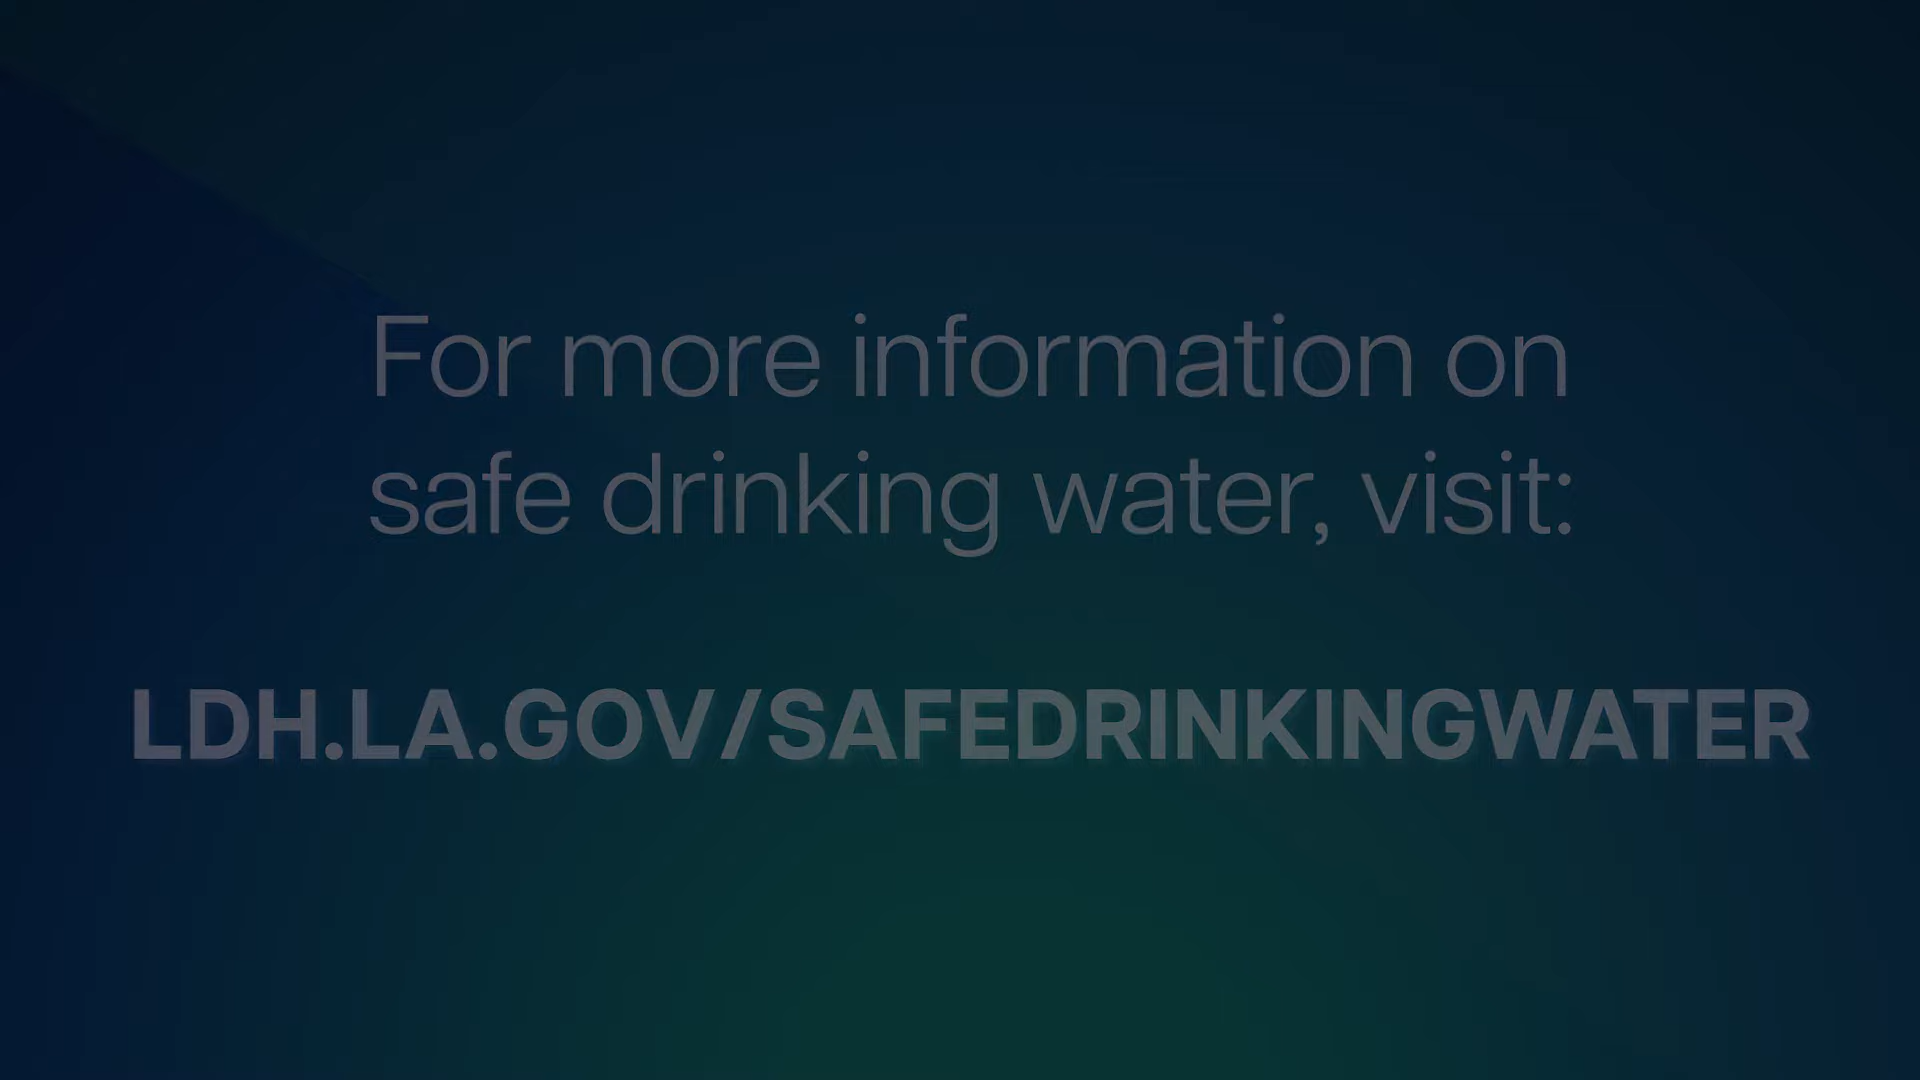 For more information on
safe drinking water, visit:
LDH.LA.GOV/SAFEDRINKINGWATER